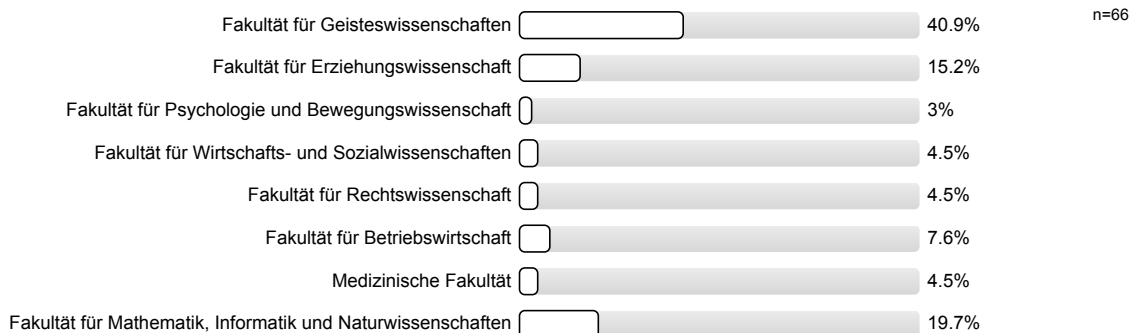 Fakultät für Geisteswissenschaften 40.9% n=66
Fakultät für Erziehungswissenschaft 15.2%
Fakultät für Psychologie und Bewegungswissenschaft 3%
Fakultät für Wirtschafts- und Sozialwissenschaften 4.5%
Fakultät für Rechtswissenschaft 4.5%
Fakultät für Betriebswirtschaft 7.6%
Medizinische Fakultät 4.5%
Fakultät für Mathematik, Informatik und Naturwissenschaften 19.7%